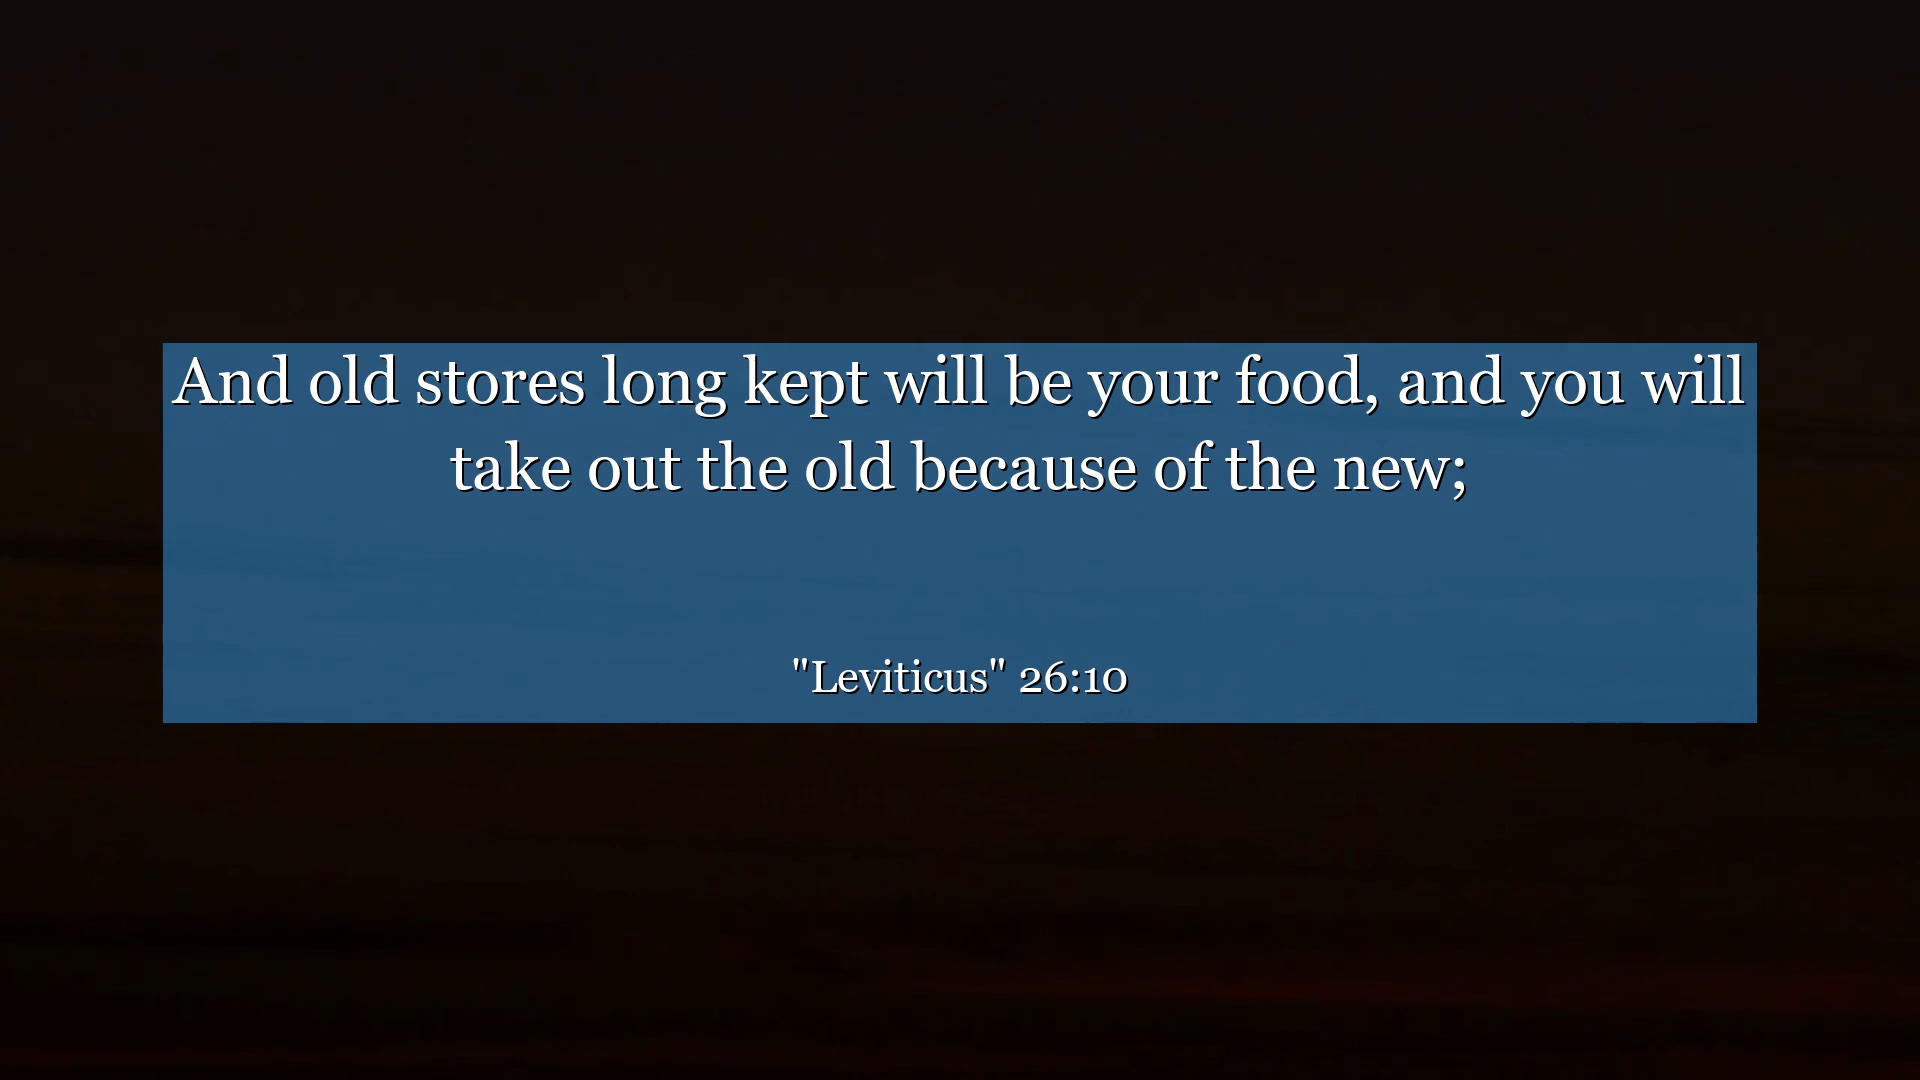 And old stores long kept will be your food, and you will
take out the old because of the new;
"Leviticus" 26:10